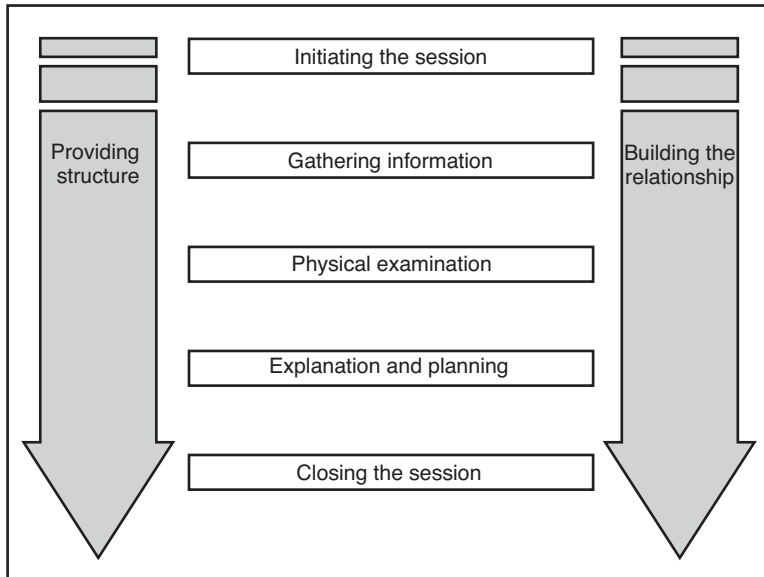 Initiating the session
Providing
structure
Gathering information
Building the
relationship
Physical examination
Explanation and planning
Closing the session